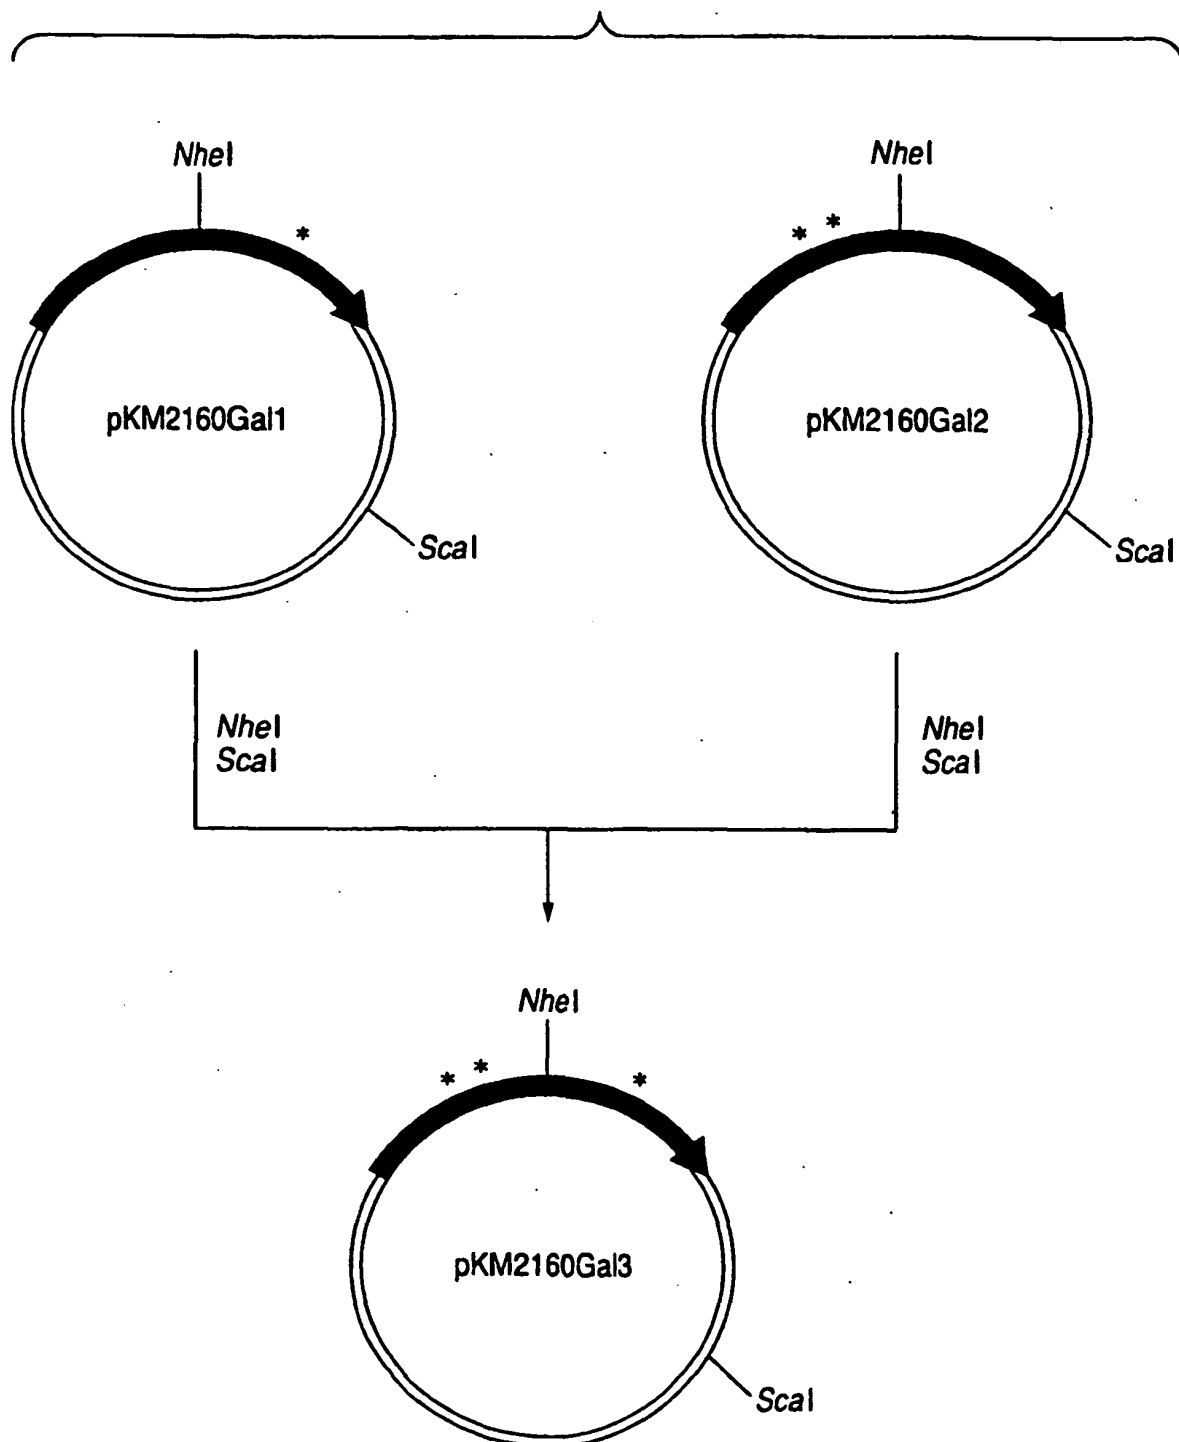 NheI
NheI
*
* *
pKM2160Gal1
pKM2160Gal2
ScaI
ScaI
NheI
ScaI
NheI
ScaI
NheI
* * *
pKM2160Gal3
ScaI